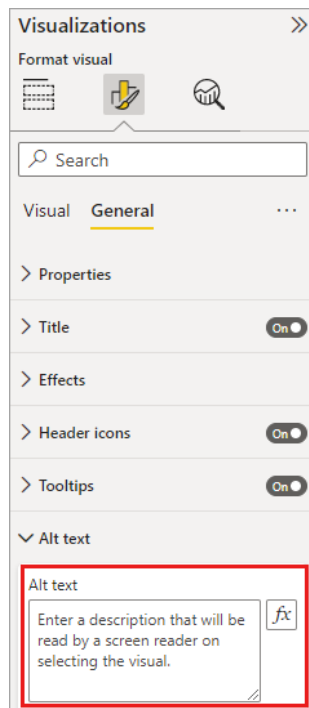 Visualizations
Format visual
Search
Visual General ...
Properties
Title On
Effects
Header icons On
Tooltips On
Alt text
Alt text
Enter a description that will be
read by a screen reader on
selecting the visual.
fx